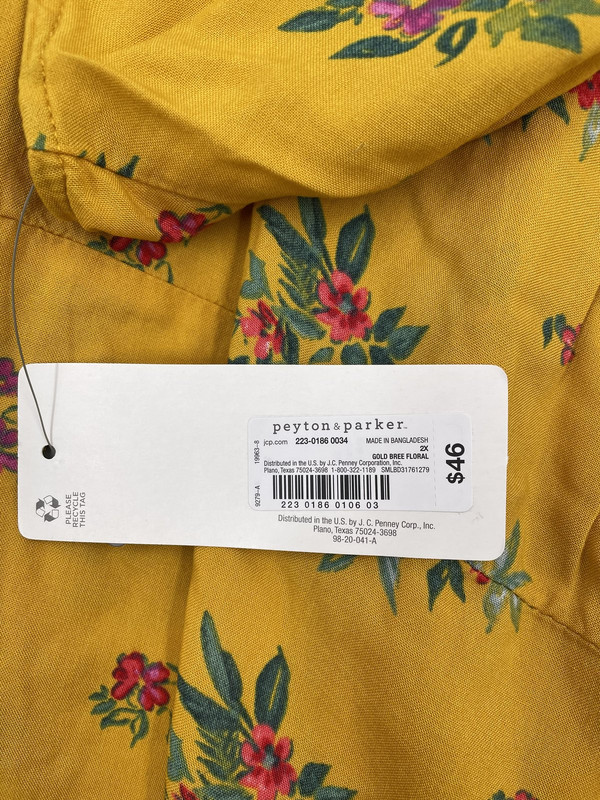 peyton & parker™
jcp.com 223-0186 0034 MADE IN BANGLADESH
2X
GOLD BREE FLORAL
Distributed in the U.S. by J.C. Penney Corporation, Inc.
Plano, Texas 75024-3698 1-800-322-1189 SMLBD31761279
223 0186 0106 03
$46
19963-8
9279-A
Distributed in the U.S. by J. C. Penney Corp., Inc.
Plano, Texas 75024-3698
98-20-041-A
PLEASE
RECYCLE
THIS TAG